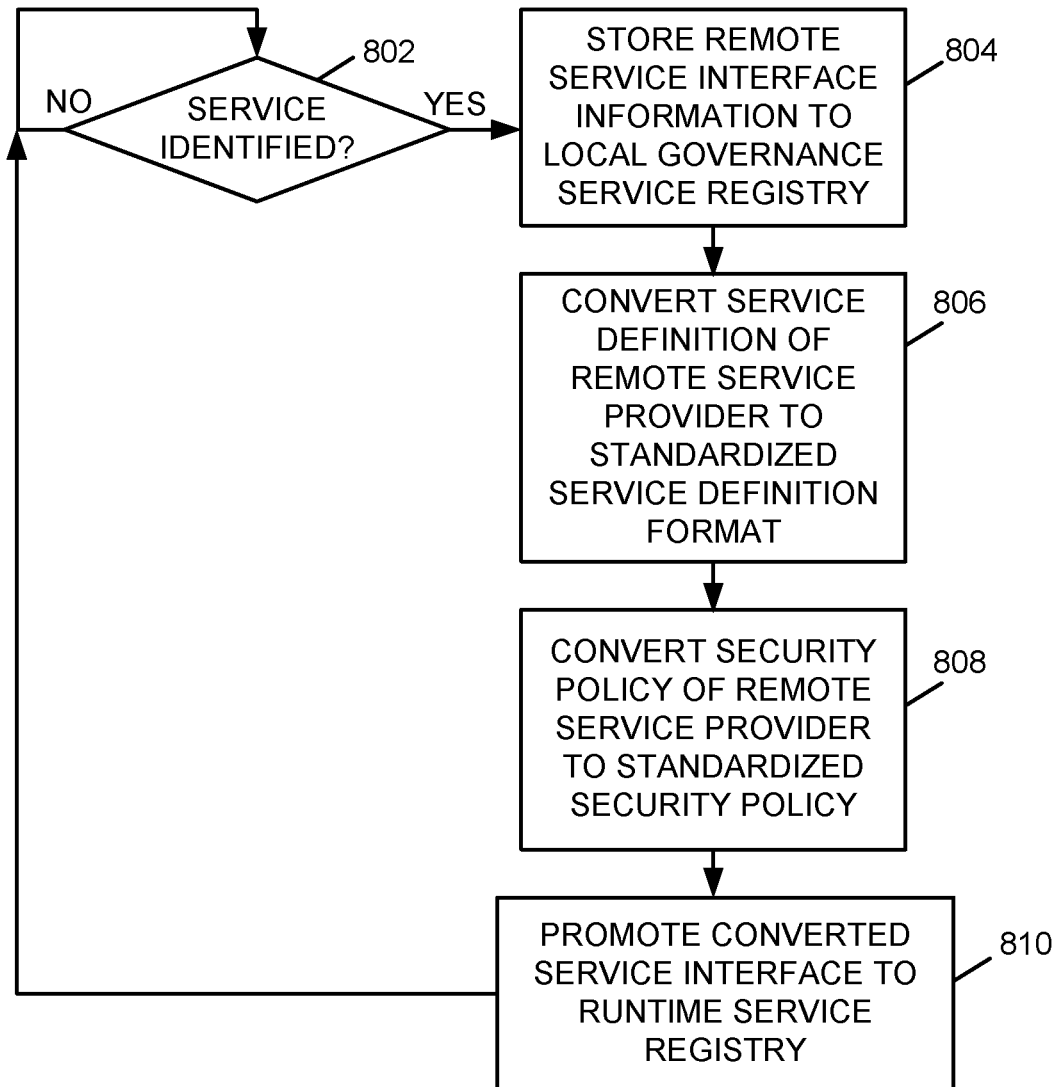 802
NO
SERVICE
IDENTIFIED?
YES
STORE REMOTE
SERVICE INTERFACE
INFORMATION TO
LOCAL GOVERNANCE
SERVICE REGISTRY
804
CONVERT SERVICE
DEFINITION OF
REMOTE SERVICE
PROVIDER TO
STANDARDIZED
SERVICE DEFINITION
FORMAT
806
CONVERT SECURITY
POLICY OF REMOTE
SERVICE PROVIDER
TO STANDARDIZED
SECURITY POLICY
808
PROMOTE CONVERTED
SERVICE INTERFACE TO
RUNTIME SERVICE
REGISTRY
810